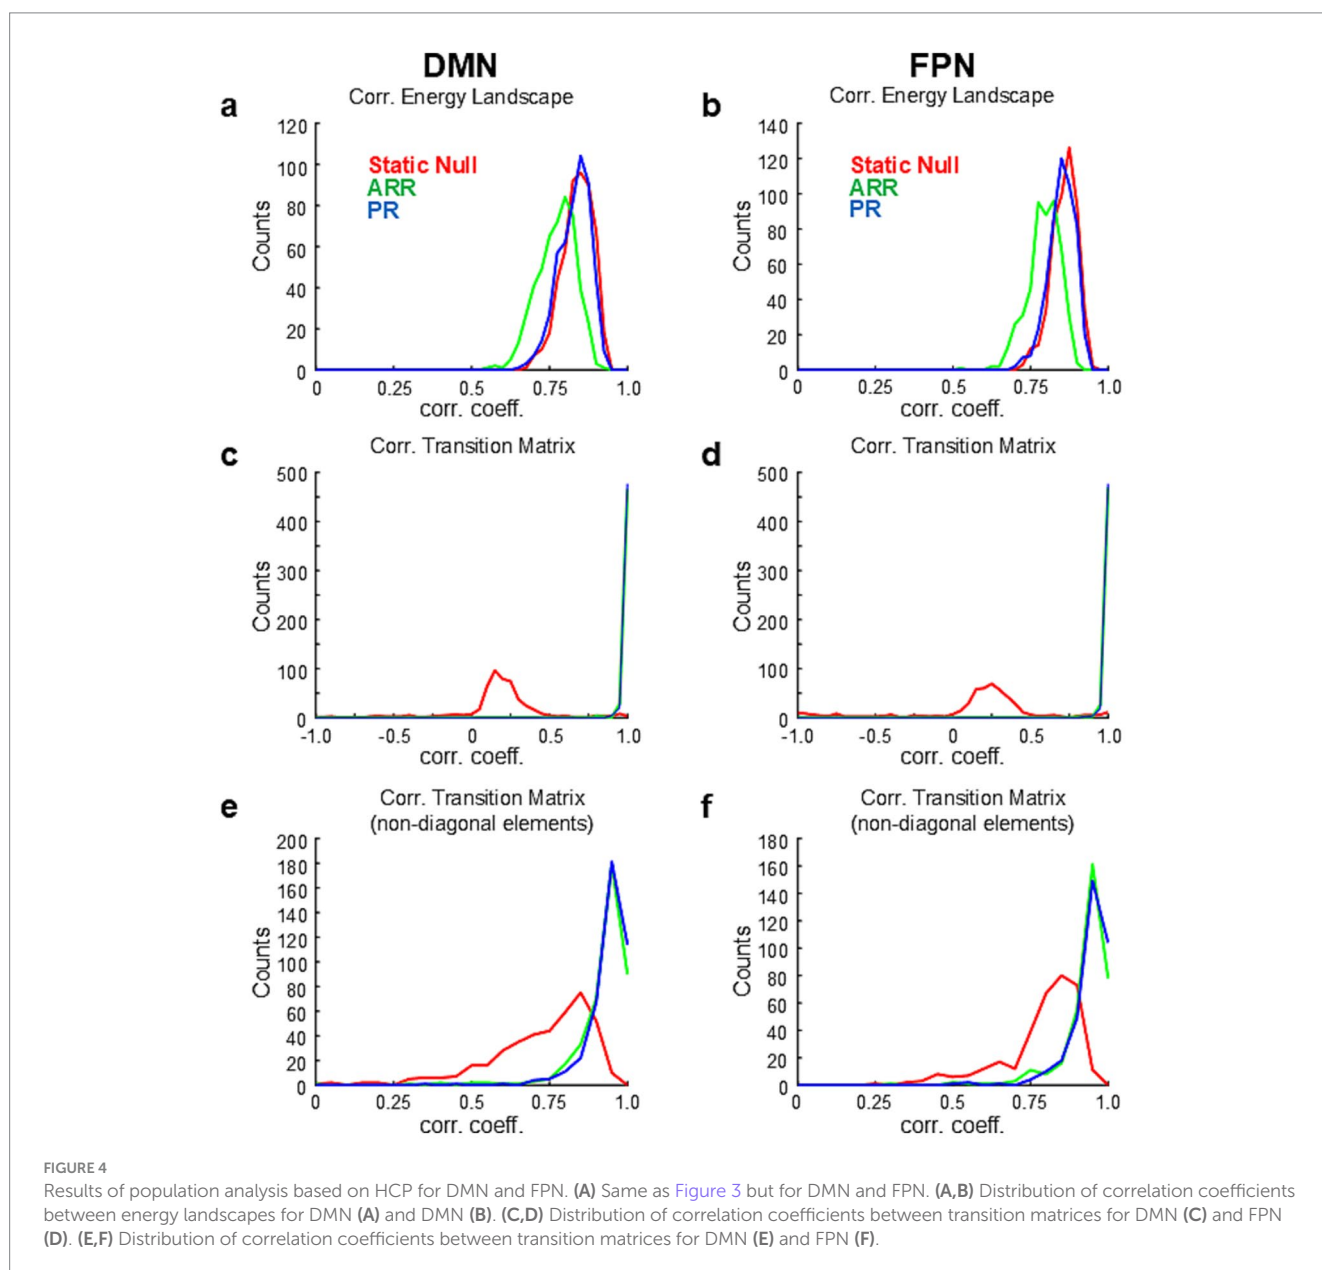 DMN
FPN
a
Corr. Energy Landscape
b
Corr. Energy Landscape
120
100
80
60
40
20
0
Counts
Static Null
ARR
PR
0
0.25
0.5
0.75
1.0
corr. coeff.
140
120
100
80
60
40
20
0
Counts
Static Null
ARR
PR
0
0.25
0.5
0.75
1.0
corr. coeff.
c
Corr. Transition Matrix
d
Corr. Transition Matrix
500
400
300
200
100
0
Counts
-1.0
-0.5
0
0.5
1.0
corr. coeff.
500
400
300
200
100
0
Counts
-1.0
-0.5
0
0.5
1.0
corr. coeff.
e
Corr. Transition Matrix
(non-diagonal elements)
f
Corr. Transition Matrix
(non-diagonal elements)
200
180
160
140
120
100
80
60
40
20
0
Counts
0
0.25
0.5
0.75
1.0
corr. coeff.
180
160
140
120
100
80
60
40
20
0
Counts
0
0.25
0.5
0.75
1.0
corr. coeff.
FIGURE 4
Results of population analysis based on HCP for DMN and FPN. (A) Same as Figure 3 but for DMN and FPN. (A,B) Distribution of correlation coefficients
between energy landscapes for DMN (A) and DMN (B). (C,D) Distribution of correlation coefficients between transition matrices for DMN (C) and FPN
(D). (E,F) Distribution of correlation coefficients between transition matrices for DMN (E) and FPN (F).